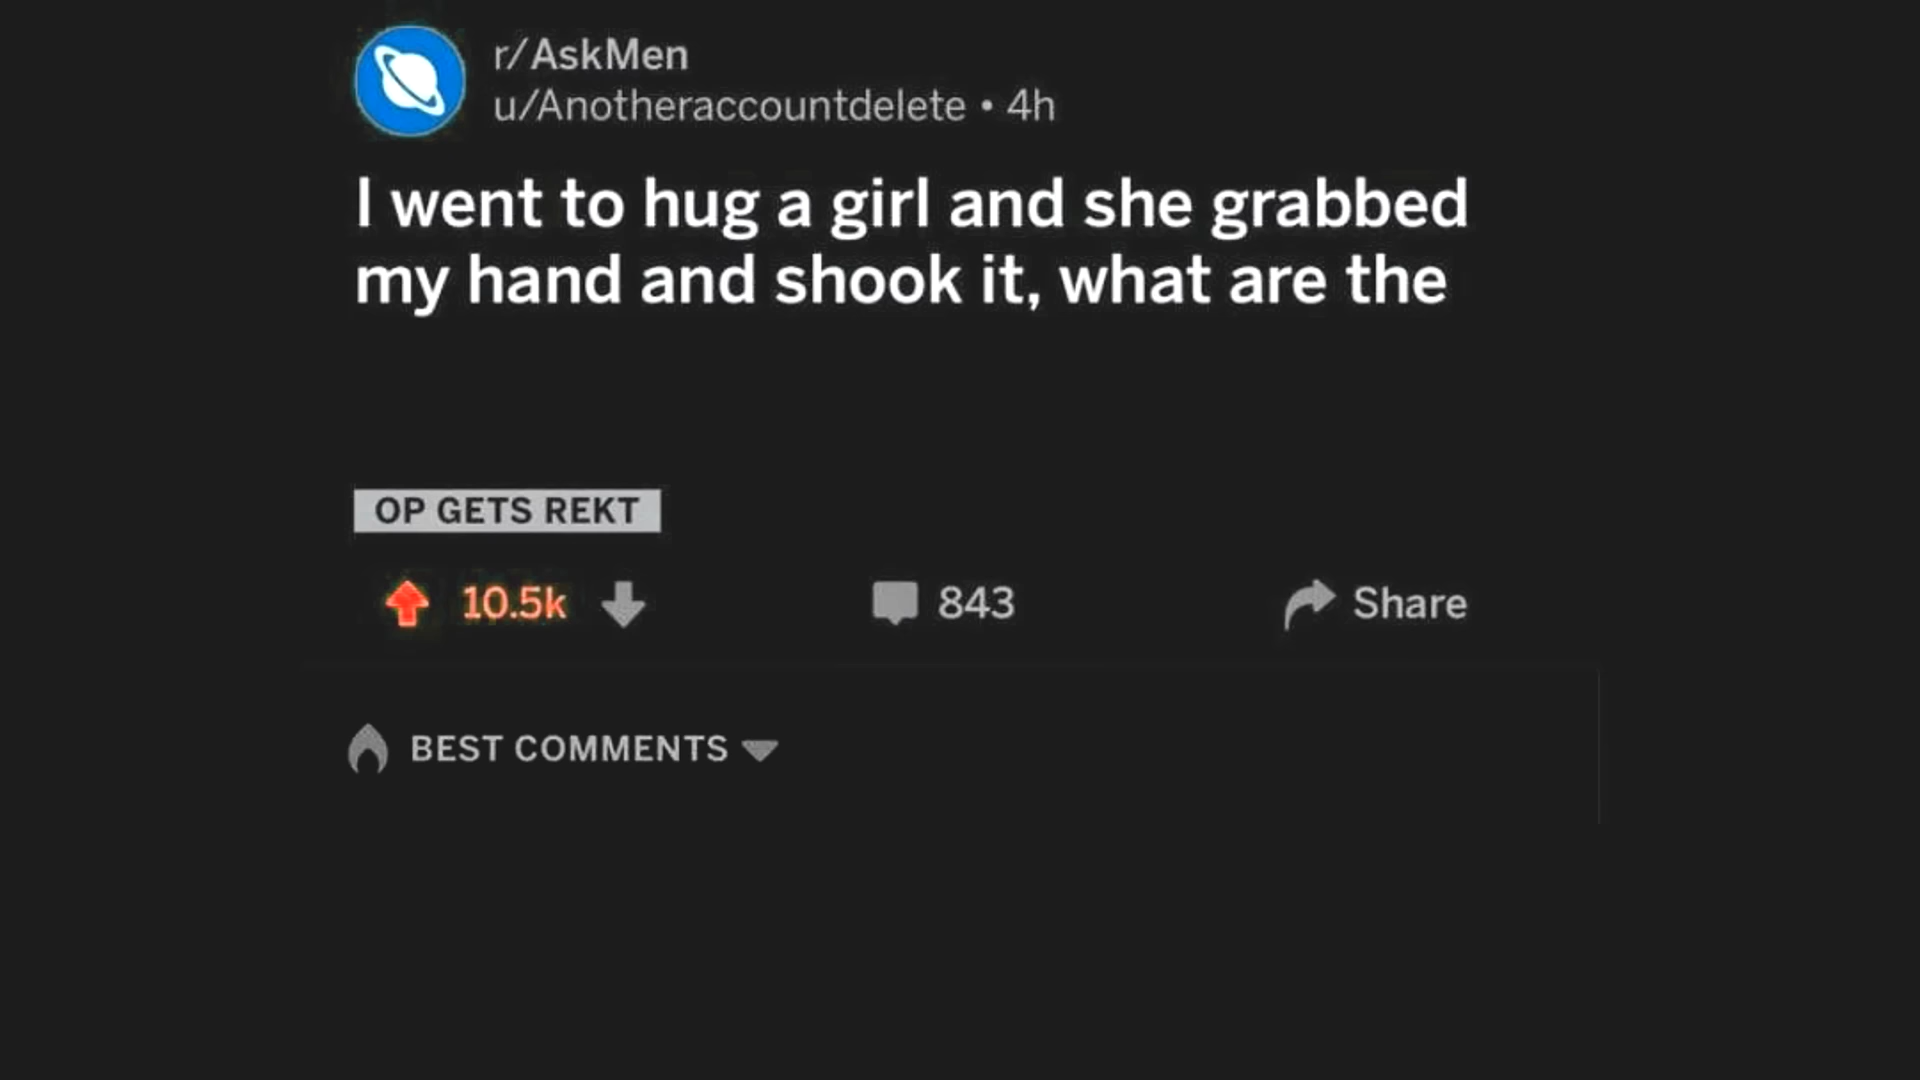 r/AskMen
u/Anotheraccountdelete • 4h
I went to hug a girl and she grabbed
my hand and shook it, what are the
OP GETS REKT
10.5k
843
Share
BEST COMMENTS